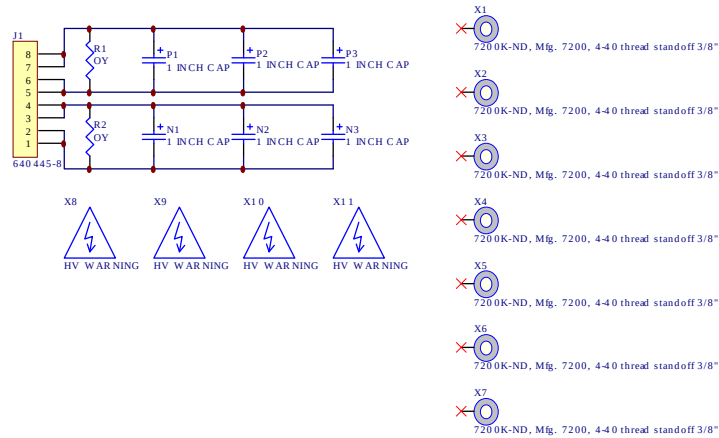 J1
8
7
6
5
4
3
2
1
640445-8
R1
OY
R2
OY
P1
1 INCH CAP
P2
1 INCH CAP
P3
1 INCH CAP
N1
1 INCH CAP
N2
1 INCH CAP
N3
1 INCH CAP
X8
HV WARNING
X9
HV WARNING
X10
HV WARNING
X11
HV WARNING
X1
7200K-ND, Mfg. 7200, 4-40 thread standoff 3/8"
X2
7200K-ND, Mfg. 7200, 4-40 thread standoff 3/8"
X3
7200K-ND, Mfg. 7200, 4-40 thread standoff 3/8"
X4
7200K-ND, Mfg. 7200, 4-40 thread standoff 3/8"
X5
7200K-ND, Mfg. 7200, 4-40 thread standoff 3/8"
X6
7200K-ND, Mfg. 7200, 4-40 thread standoff 3/8"
X7
7200K-ND, Mfg. 7200, 4-40 thread standoff 3/8"